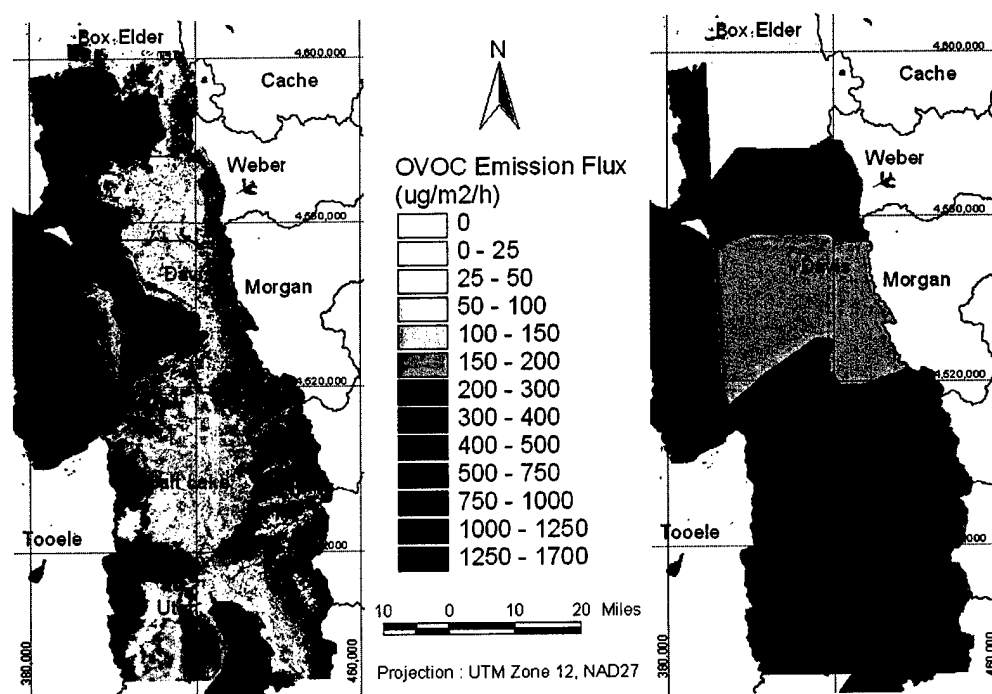 Box Elder
4,600,000
Cache
Weber
4,560,000
Davis
Morgan
4,520,000
Salt Lake
Tooele
Utah
380,000
460,000
N
OVOC Emission Flux
(ug/m2/h)
0
0 - 25
25 - 50
50 - 100
100 - 150
150 - 200
200 - 300
300 - 400
400 - 500
500 - 750
750 - 1000
1000 - 1250
1250 - 1700
10 0 10 20 Miles
Projection : UTM Zone 12, NAD27
Box Elder
4,600,000
Cache
Weber
4,560,000
Davis
Morgan
4,520,000
Tooele
380,000
460,000